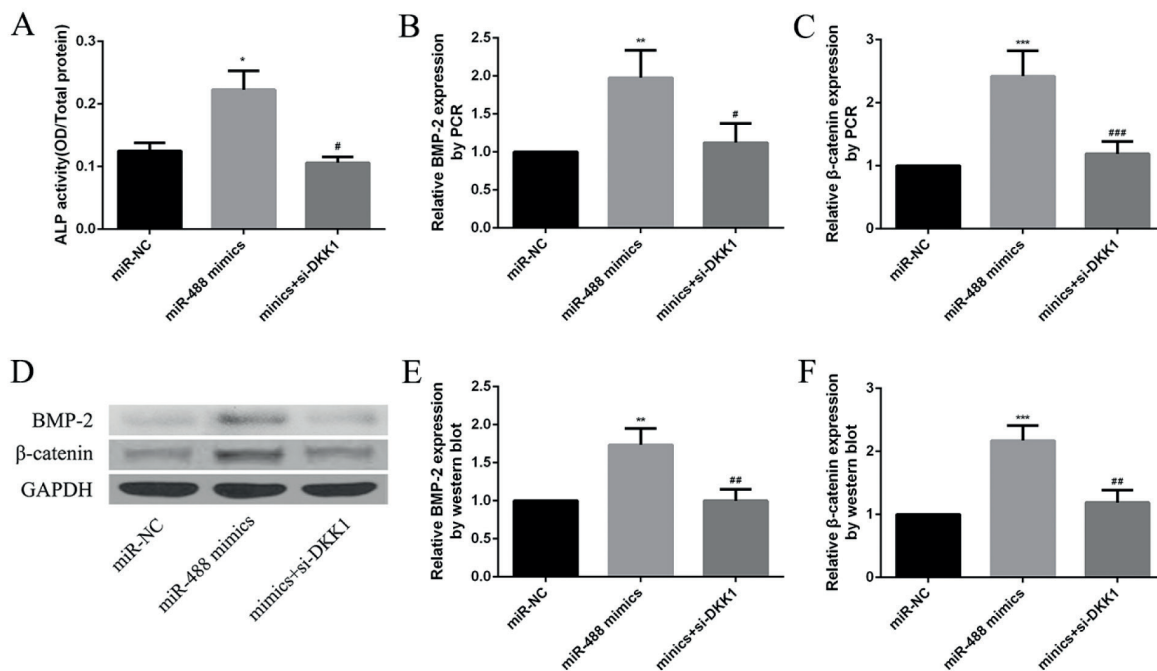 A
ALP activity(OD/Total protein)
0.3
0.2
0.1
0.0
*
#
miR-NC
miR-488 mimics
minics+si-DKK1
B
Relative BMP-2 expression
by PCR
2.5
2.0
1.5
1.0
0.5
0.0
**
#
miR-NC
miR-488 mimics
minics+si-DKK1
C
Relative β-catenin expression
by PCR
3
2
1
0
***
###
miR-NC
miR-488 mimics
minics+si-DKK1
D
BMP-2
β-catenin
GAPDH
miR-NC
miR-488 mimics
mimics+si-DKK1
E
Relative BMP-2 expression
by western blot
2.5
2.0
1.5
1.0
0.5
0.0
**
##
miR-NC
miR-488 mimics
minics+si-DKK1
F
Relative β-catenin expression
by western blot
3
2
1
0
***
##
miR-NC
miR-488 mimics
minics+si-DKK1